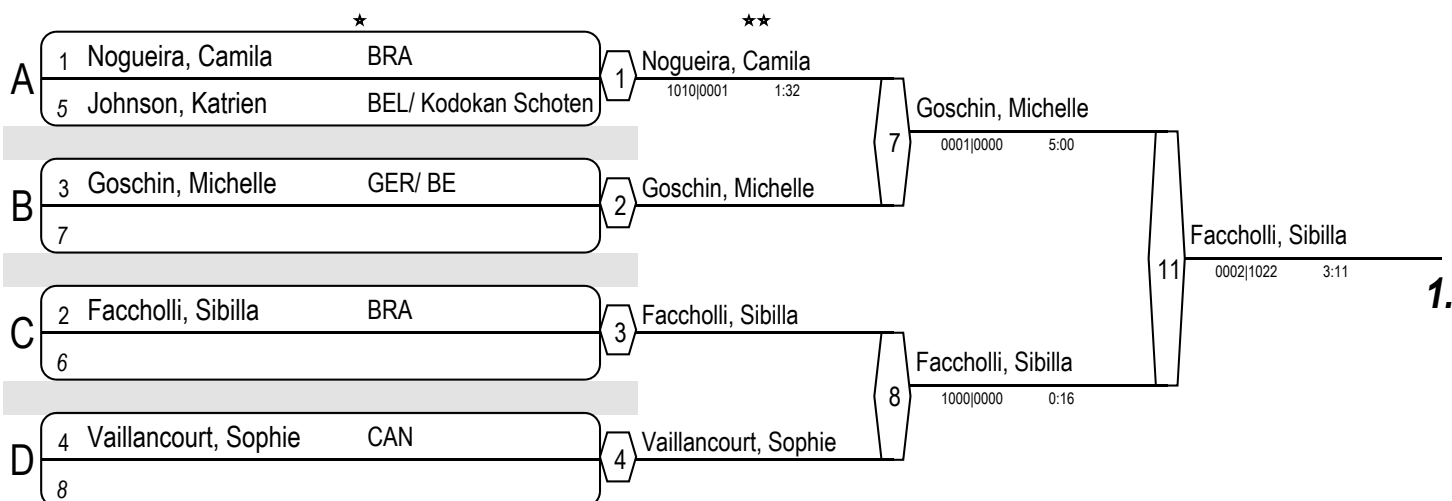 ★ ★★
A 1 Nogueira, Camila BRA
5 Johnson, Katrien BEL/ Kodokan Schoten
1 Nogueira, Camila
1010|0001 1:32
B 3 Goschin, Michelle GER/ BE
7
2 Goschin, Michelle
7 Goschin, Michelle
0001|0000 5:00
C 2 Faccholli, Sibilla BRA
6
3 Faccholli, Sibilla
D 4 Vaillancourt, Sophie CAN
8
4 Vaillancourt, Sophie
8 Faccholli, Sibilla
1000|0000 0:16
11 Faccholli, Sibilla
0002|1022 3:11
1.